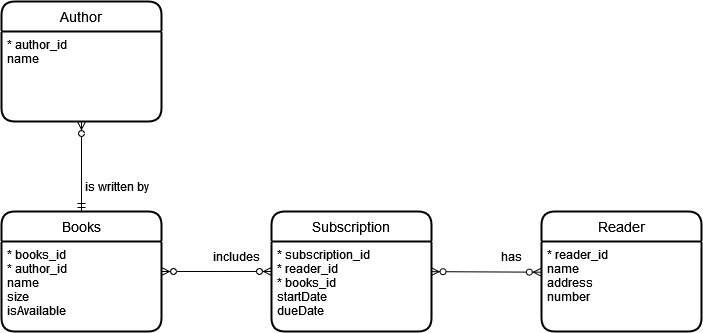 Author
* author_id
name
is written by
Books
* books_id
* author_id
name
size
isAvailable
includes
Subscription
* subscription_id
* reader_id
* books_id
startDate
dueDate
has
Reader
* reader_id
name
address
number